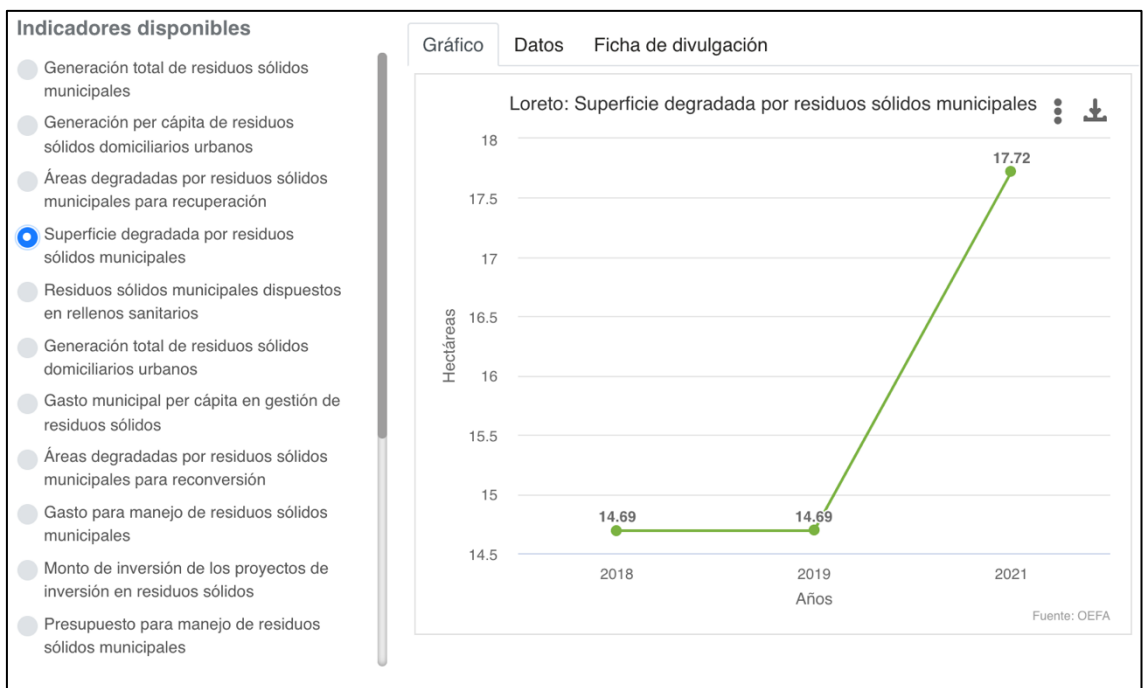 Indicadores disponibles
Generación total de residuos sólidos
municipales
Generación per cápita de residuos
sólidos domiciliarios urbanos
Áreas degradadas por residuos sólidos
municipales para recuperación
Superficie degradada por residuos
sólidos municipales
Residuos sólidos municipales dispuestos
en rellenos sanitarios
Generación total de residuos sólidos
domiciliarios urbanos
Gasto municipal per cápita en gestión de
residuos sólidos
Áreas degradadas por residuos sólidos
municipales para reconversión
Gasto para manejo de residuos sólidos
municipales
Monto de inversión de los proyectos de
inversión en residuos sólidos
Presupuesto para manejo de residuos
sólidos municipales
Gráfico Datos Ficha de divulgación
Loreto: Superficie degradada por residuos sólidos municipales
Hectáreas
18
17.5
17
16.5
16
15.5
15
14.5
14.69
14.69
17.72
2018 2019 2021
Años
Fuente: OEFA